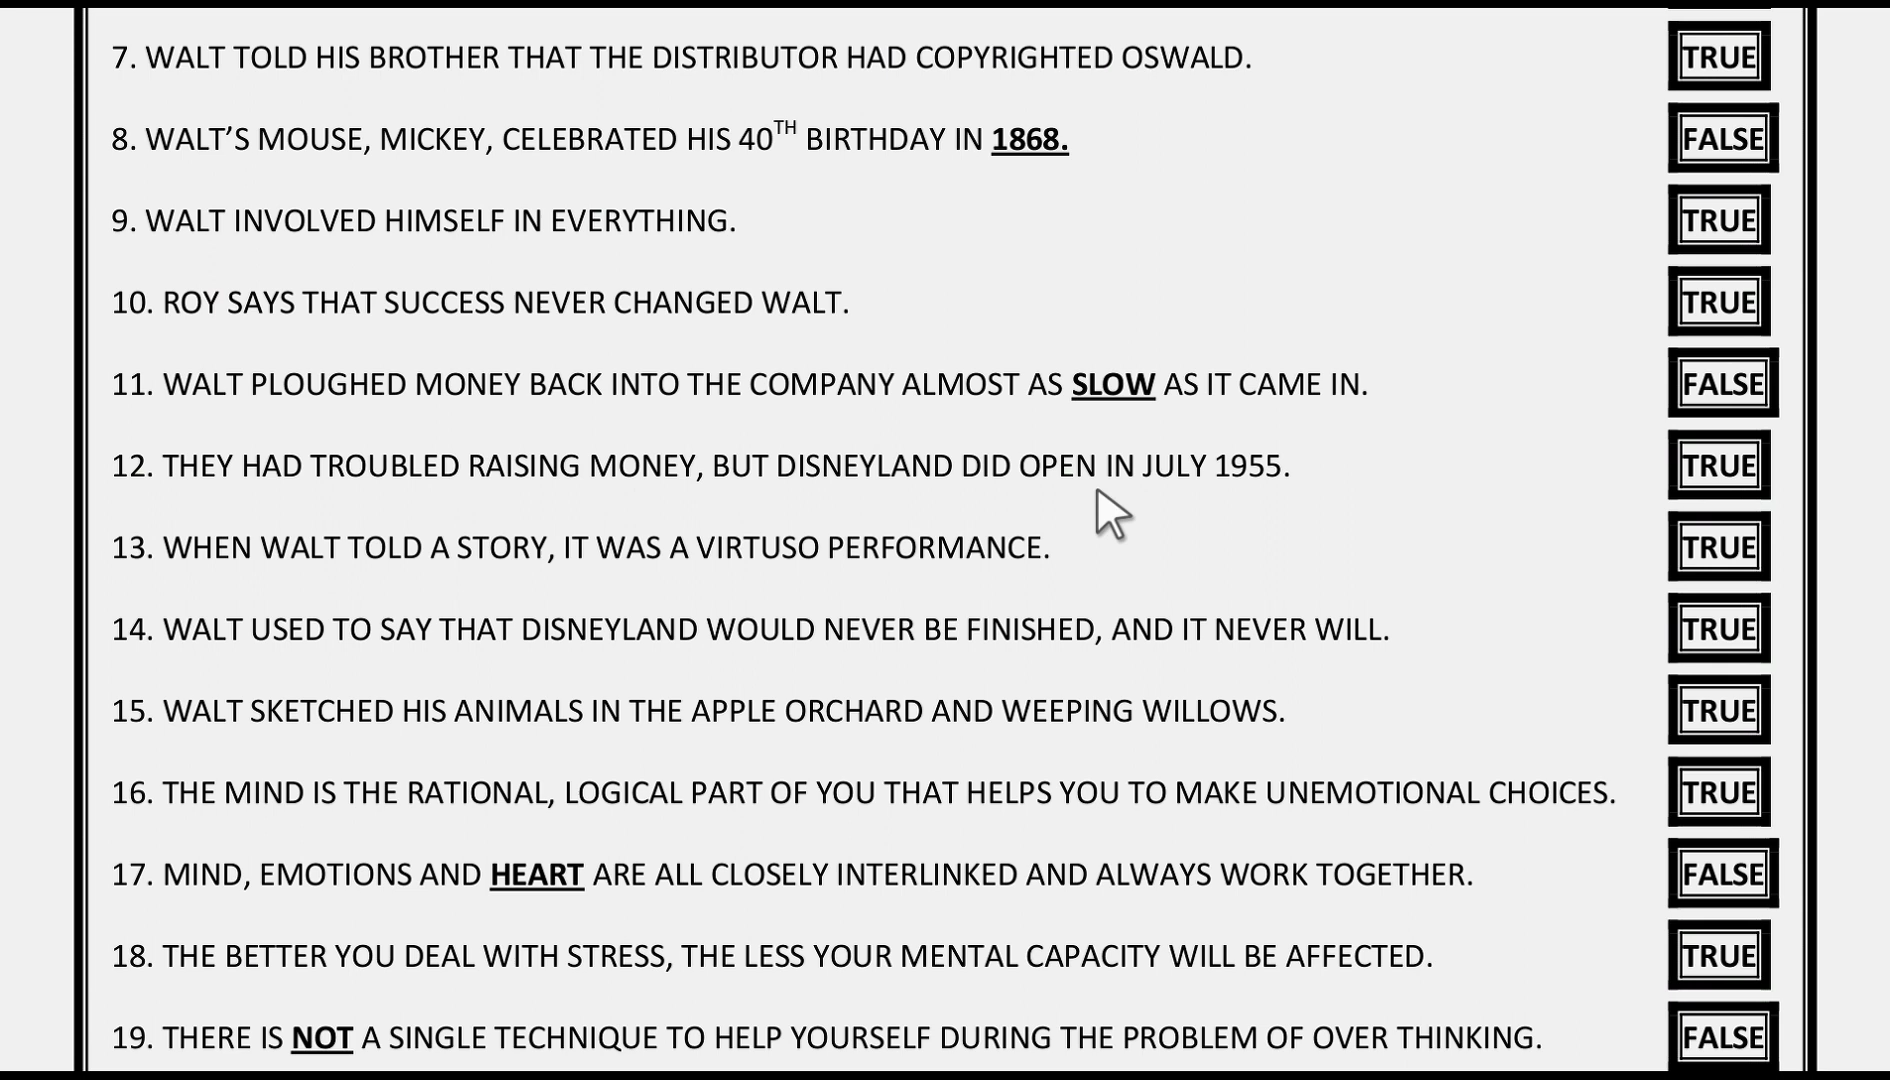 7. WALT TOLD HIS BROTHER THAT THE DISTRIBUTOR HAD COPYRIGHTED OSWALD. TRUE
8. WALT’S MOUSE, MICKEY, CELEBRATED HIS 40TH BIRTHDAY IN 1868. FALSE
9. WALT INVOLVED HIMSELF IN EVERYTHING. TRUE
10. ROY SAYS THAT SUCCESS NEVER CHANGED WALT. TRUE
11. WALT PLOUGHED MONEY BACK INTO THE COMPANY ALMOST AS SLOW AS IT CAME IN. FALSE
12. THEY HAD TROUBLED RAISING MONEY, BUT DISNEYLAND DID OPEN IN JULY 1955. TRUE
13. WHEN WALT TOLD A STORY, IT WAS A VIRTUSO PERFORMANCE. TRUE
14. WALT USED TO SAY THAT DISNEYLAND WOULD NEVER BE FINISHED, AND IT NEVER WILL. TRUE
15. WALT SKETCHED HIS ANIMALS IN THE APPLE ORCHARD AND WEEPING WILLOWS. TRUE
16. THE MIND IS THE RATIONAL, LOGICAL PART OF YOU THAT HELPS YOU TO MAKE UNEMOTIONAL CHOICES. TRUE
17. MIND, EMOTIONS AND HEART ARE ALL CLOSELY INTERLINKED AND ALWAYS WORK TOGETHER. FALSE
18. THE BETTER YOU DEAL WITH STRESS, THE LESS YOUR MENTAL CAPACITY WILL BE AFFECTED. TRUE
19. THERE IS NOT A SINGLE TECHNIQUE TO HELP YOURSELF DURING THE PROBLEM OF OVER THINKING. FALSE